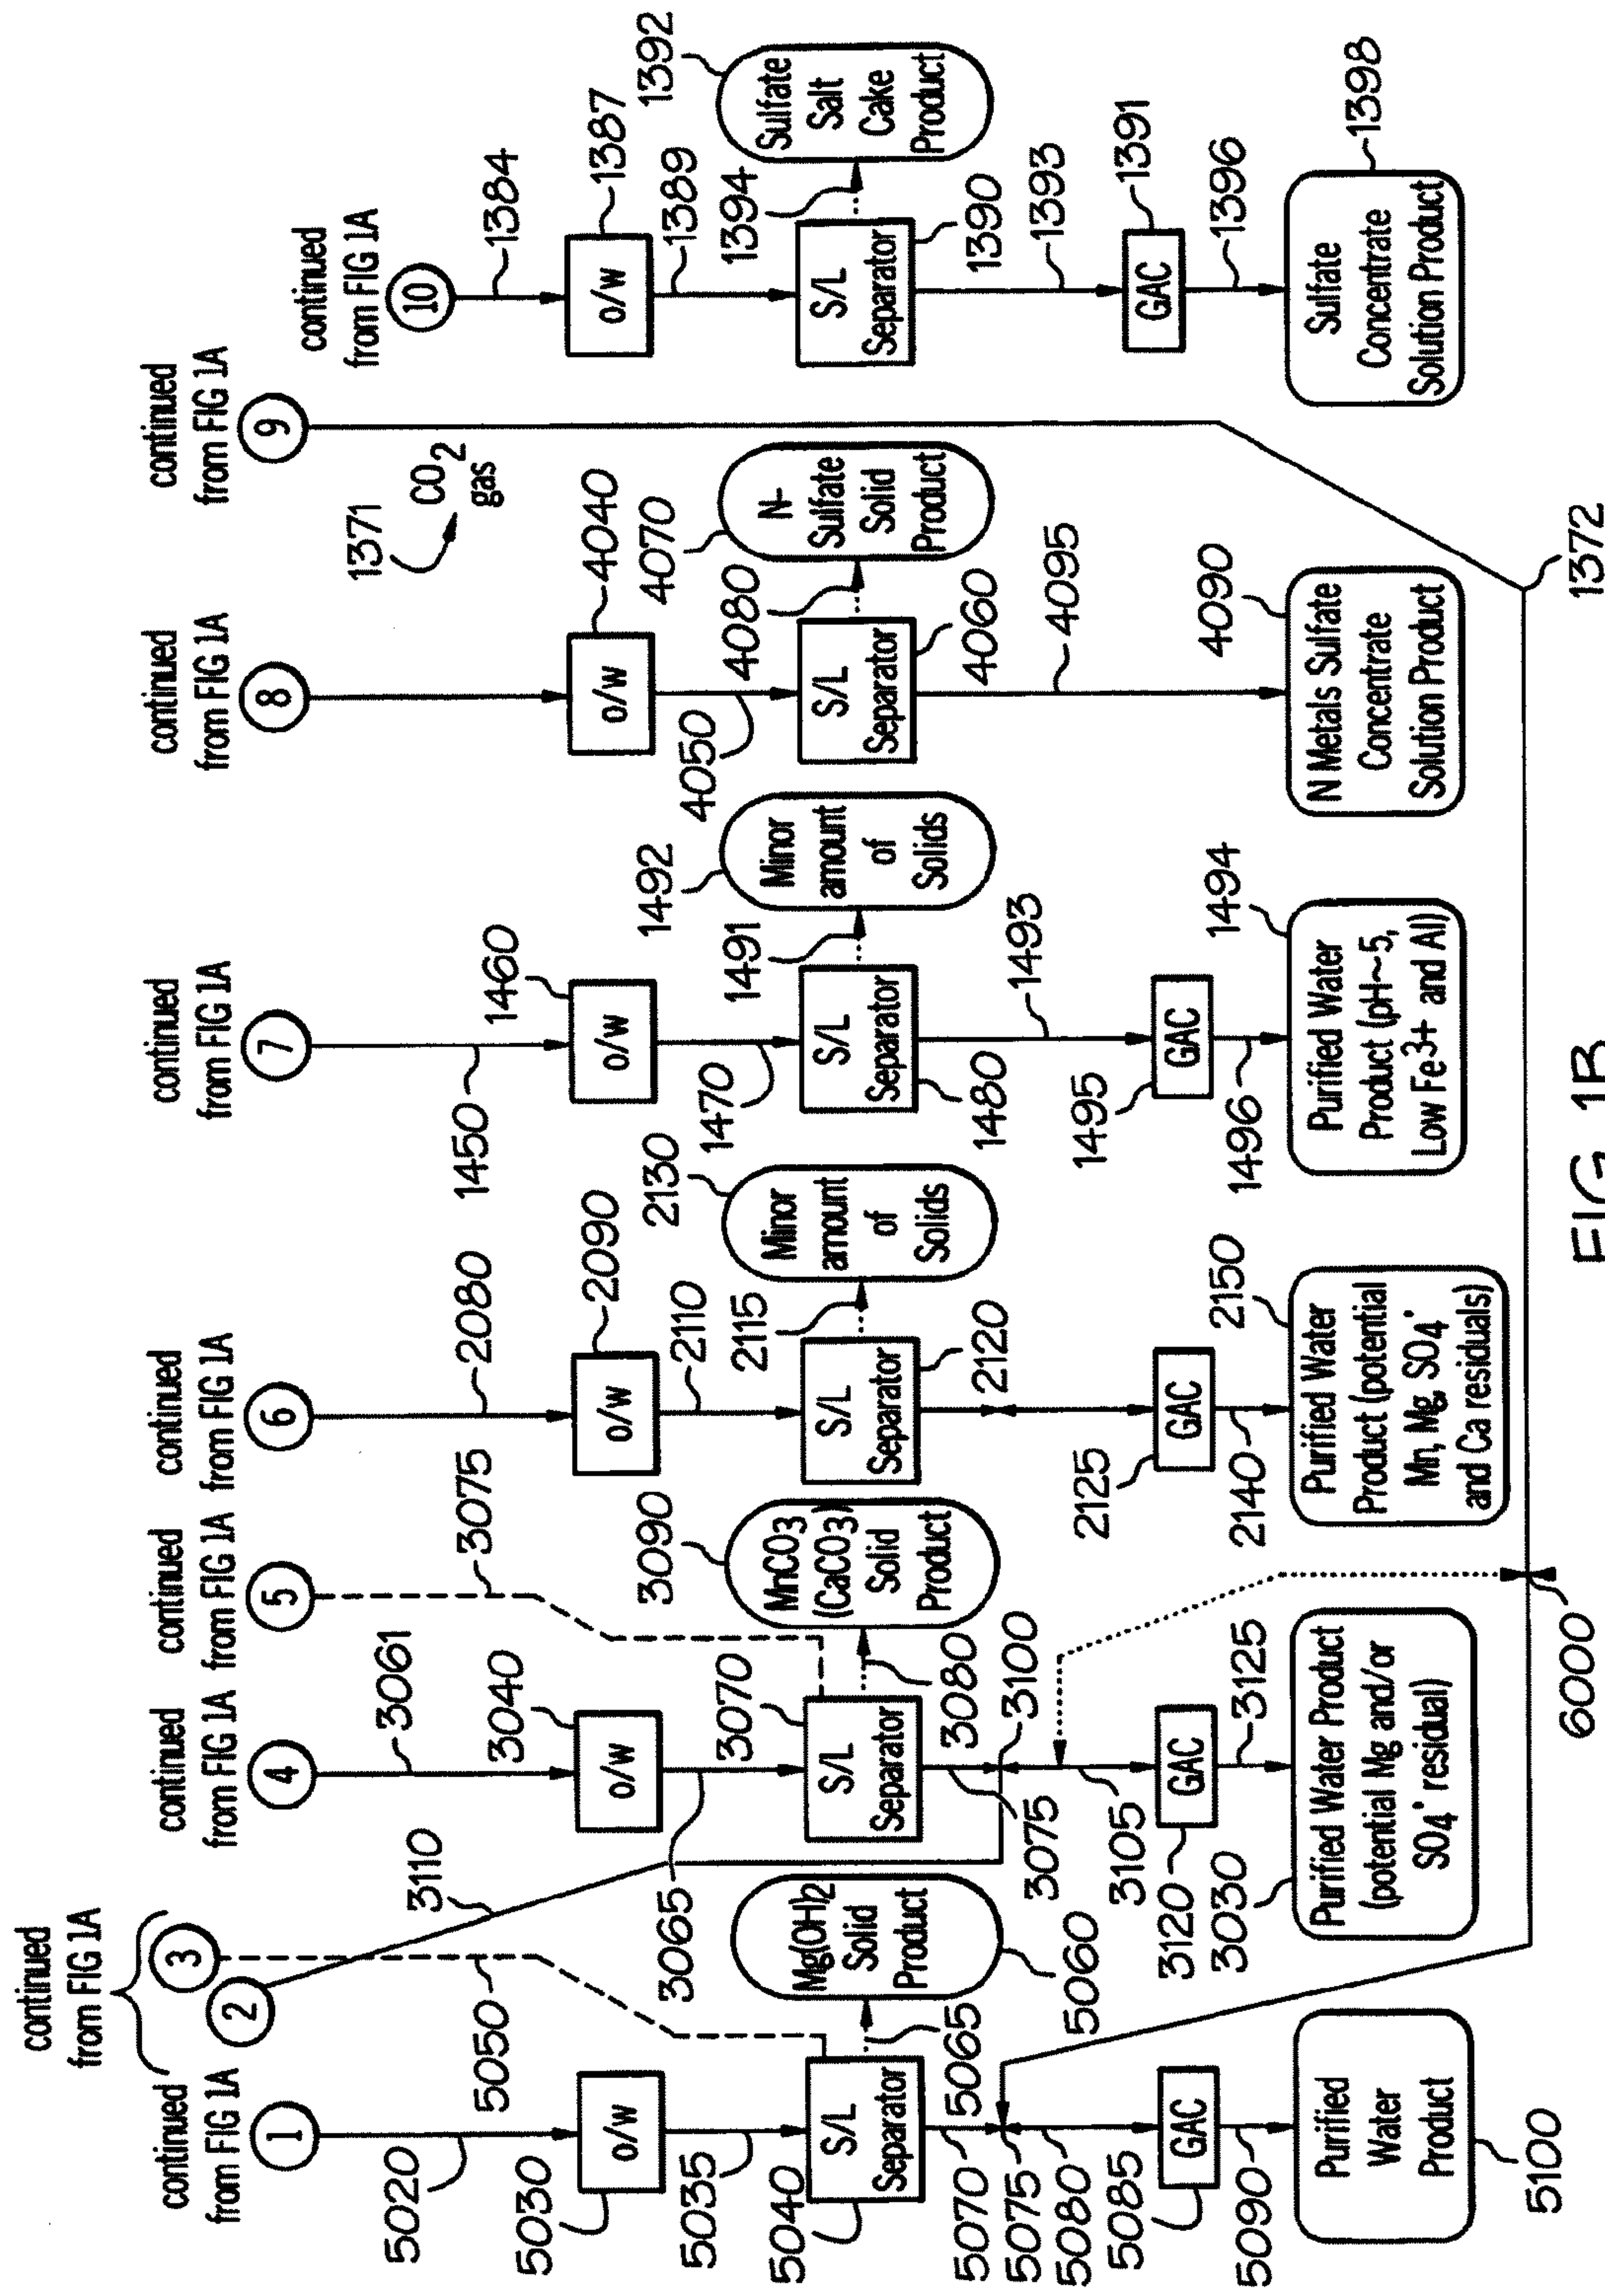 continued
from FIG 1A
1
5020
5030
o/w
5035
5040
S/L
Separator
5065
Mg(OH)2
Solid
Product
5060
5070
5075
5080
5085
GAC
5090
Purified
Water
Product
5100
continued
from FIG 1A
2
3
5050
3110
continued
from FIG 1A
4
3061
3040
o/w
3065
3070
S/L
Separator
3080
3090
MnCO3
(CaCO3)
Solid
Product
3075
3100
3105
3120
GAC
3125
3030
Purified Water Product
(potential Mg and/or
SO4' residual)
continued
from FIG 1A
5
3075
continued
from FIG 1A
6
2080
2090
o/w
2110
2115
S/L
Separator
2120
2130
Minor
amount
of
Solids
2125
GAC
2140
2150
Purified Water
Product (potential
Mn, Mg, SO4'
and Ca residuals)
6000
continued
from FIG 1A
7
1450
1460
o/w
1470
S/L
Separator
1480
1491
1492
Minor
amount
of
Solids
1493
1495
GAC
1496
1494
Purified Water
Product (pH~5,
Low Fe3+ and Al)
continued
from FIG 1A
8
4040
o/w
4050
S/L
Separator
4060
4080
4070
N-
Sulfate
Solid
Product
4095
4090
N Metals Sulfate
Concentrate
Solution Product
1371
CO2
gas
continued
from FIG 1A
9
1372
continued
from FIG 1A
10
1384
1387
o/w
1389
1394
S/L
Separator
1390
1392
Sulfate
Salt
Cake
Product
1393
1391
GAC
1396
Sulfate
Concentrate
Solution Product
1398
FIG. 1B